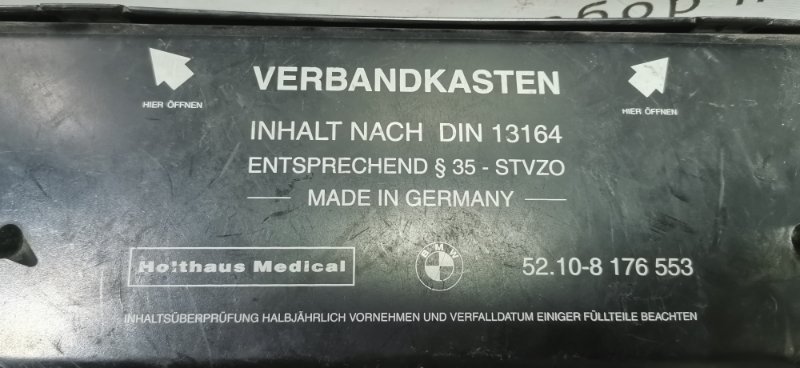 VERBANDKASTEN
HIER ÖFFNEN
HIER ÖFFNEN
INHALT NACH DIN 13164
ENTSPRECHEND § 35 - STVZO
MADE IN GERMANY
Holthaus Medical
BMW
52.10-8 176 553
INHALTSÜBERPRÜFUNG HALBJÄHRLICH VORNEHMEN UND VERFALLDATUM EINIGER FÜLLTEILE BEACHTEN